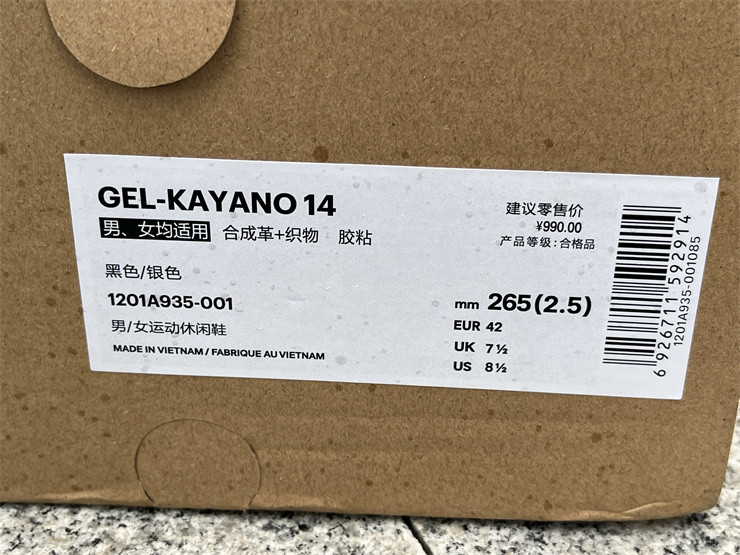 GEL-KAYANO 14
男、女均适用 合成革+织物 胶粘
黑色/银色
1201A935-001
男/女运动休闲鞋
MADE IN VIETNAM / FABRIQUE AU VIETNAM
建议零售价
¥990.00
产品等级:合格品
mm 265(2.5)
EUR 42
UK 7½
US 8½
6 926711 592914
1201A935-001085